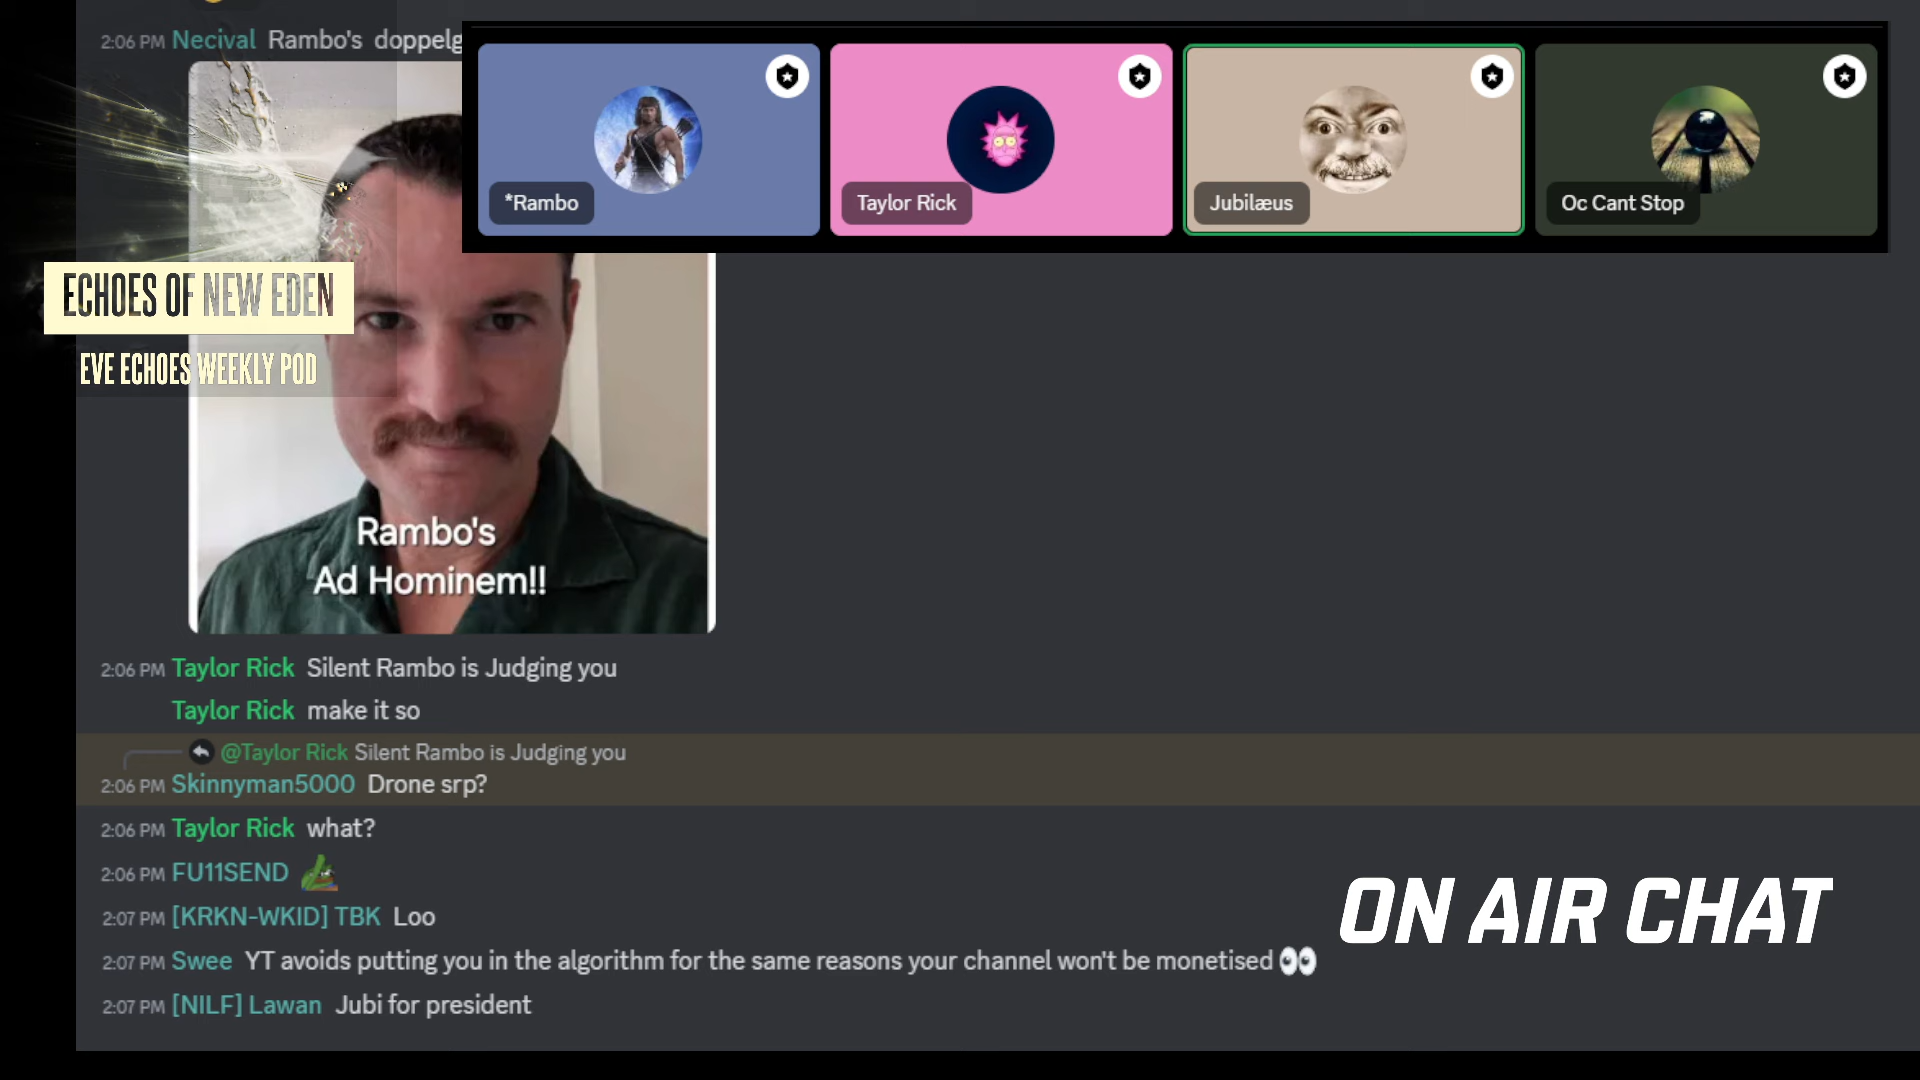 2:06 PM Necival Rambo's doppelg
*Rambo
Taylor Rick
Jubilæus
Oc Cant Stop
ECHOES OF NEW EDEN
EVE ECHOES WEEKLY POD
Rambo's
Ad Hominem!!
2:06 PM Taylor Rick Silent Rambo is Judging you
Taylor Rick make it so
@Taylor Rick Silent Rambo is Judging you
2:06 PM Skinnyman5000 Drone srp?
2:06 PM Taylor Rick what?
2:06 PM FU11SEND
2:07 PM [KRKN-WKID] TBK Loo
2:07 PM Swee YT avoids putting you in the algorithm for the same reasons your channel won't be monetised 👀
2:07 PM [NILF] Lawan Jubi for president
ON AIR CHAT